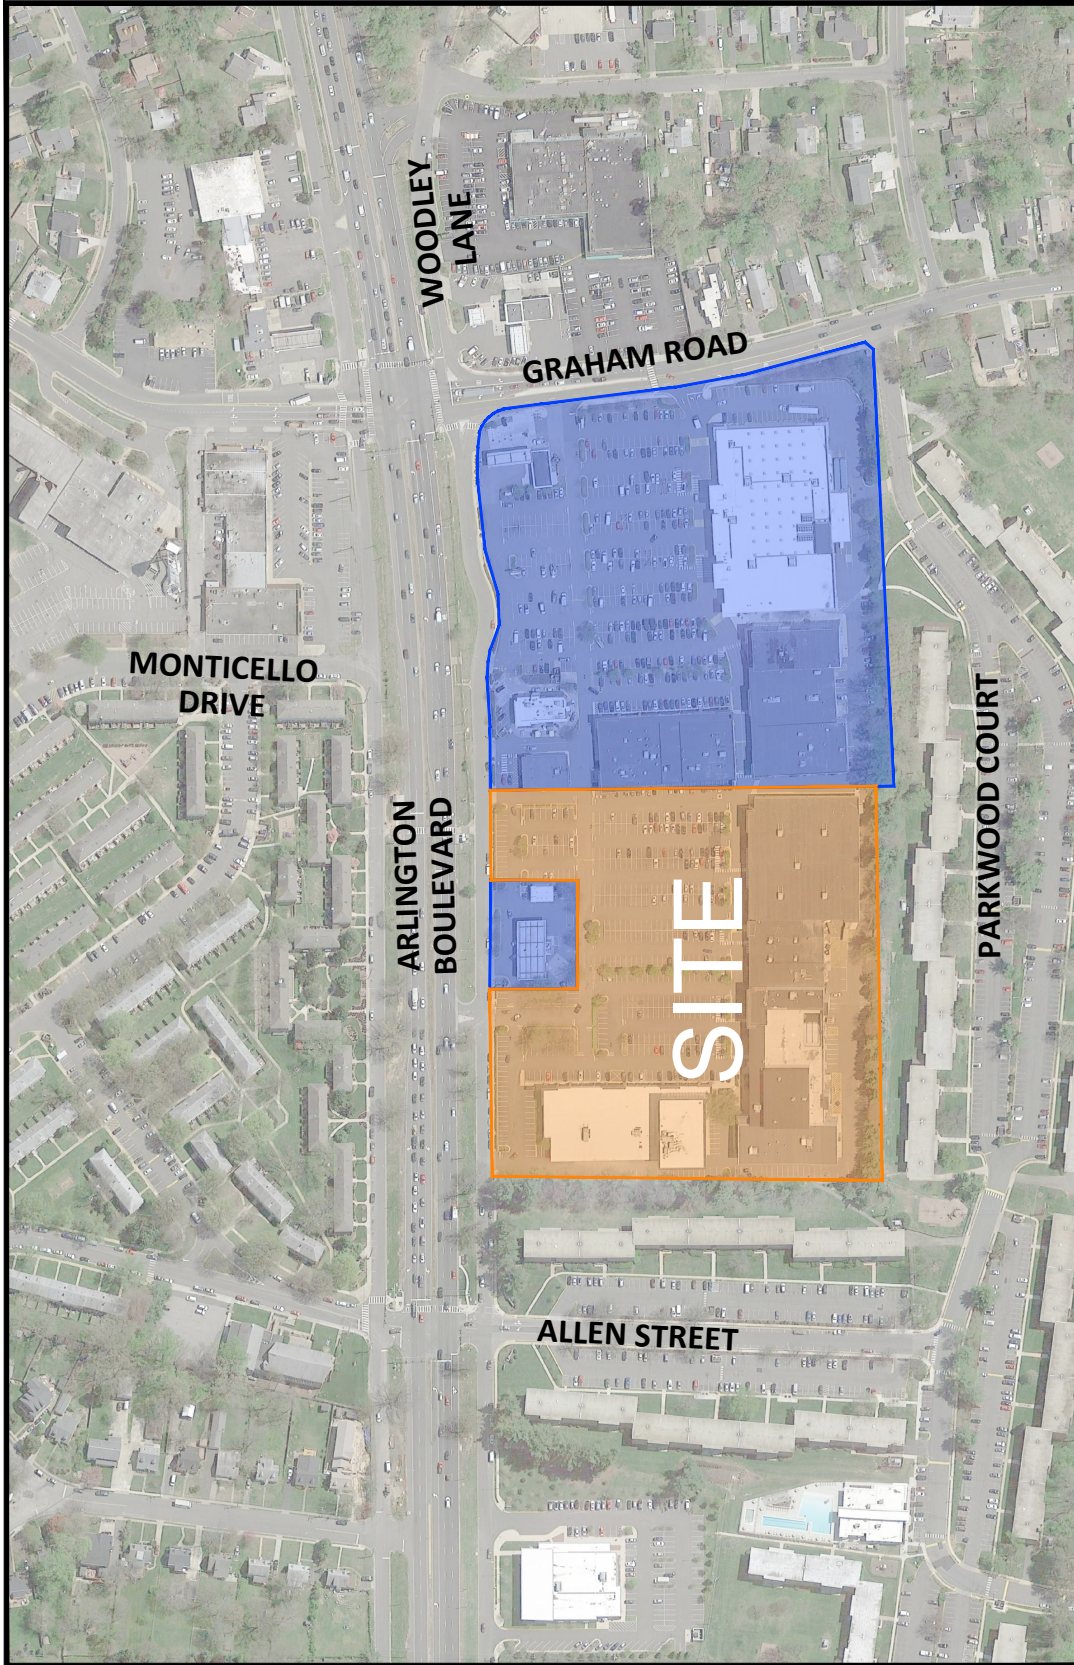 WOODLEY
LANE
GRAHAM ROAD
MONTICELLO
DRIVE
ARLINGTON
BOULEVARD
SITE
PARKWOOD COURT
ALLEN STREET